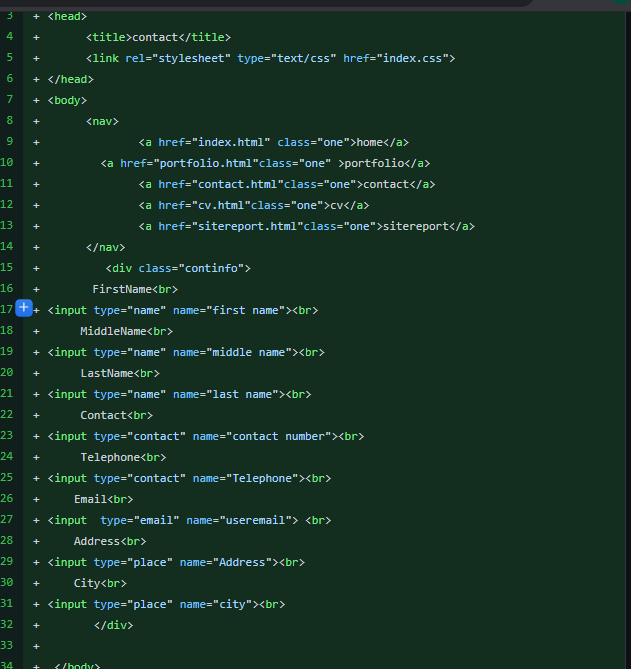 3 + <head>
4 + <title>contact</title>
5 + <link rel="stylesheet" type="text/css" href="index.css">
6 + </head>
7 + <body>
8 + <nav>
9 + <a href="index.html" class="one">home</a>
10 + <a href="portfolio.html"class="one" >portfolio</a>
11 + <a href="contact.html"class="one">contact</a>
12 + <a href="cv.html"class="one">cv</a>
13 + <a href="sitereport.html"class="one">sitereport</a>
14 + </nav>
15 + <div class="continfo">
16 + FirstName<br>
17 + <input type="name" name="first name"><br>
18 + MiddleName<br>
19 + <input type="name" name="middle name"><br>
20 + LastName<br>
21 + <input type="name" name="last name"><br>
22 + Contact<br>
23 + <input type="contact" name="contact number"><br>
24 + Telephone<br>
25 + <input type="contact" name="Telephone"><br>
26 + Email<br>
27 + <input  type="email" name="useremail"> <br>
28 + Address<br>
29 + <input type="place" name="Address"><br>
30 + City<br>
31 + <input type="place" name="city"><br>
32 + </div>
33 +
34 + </body>